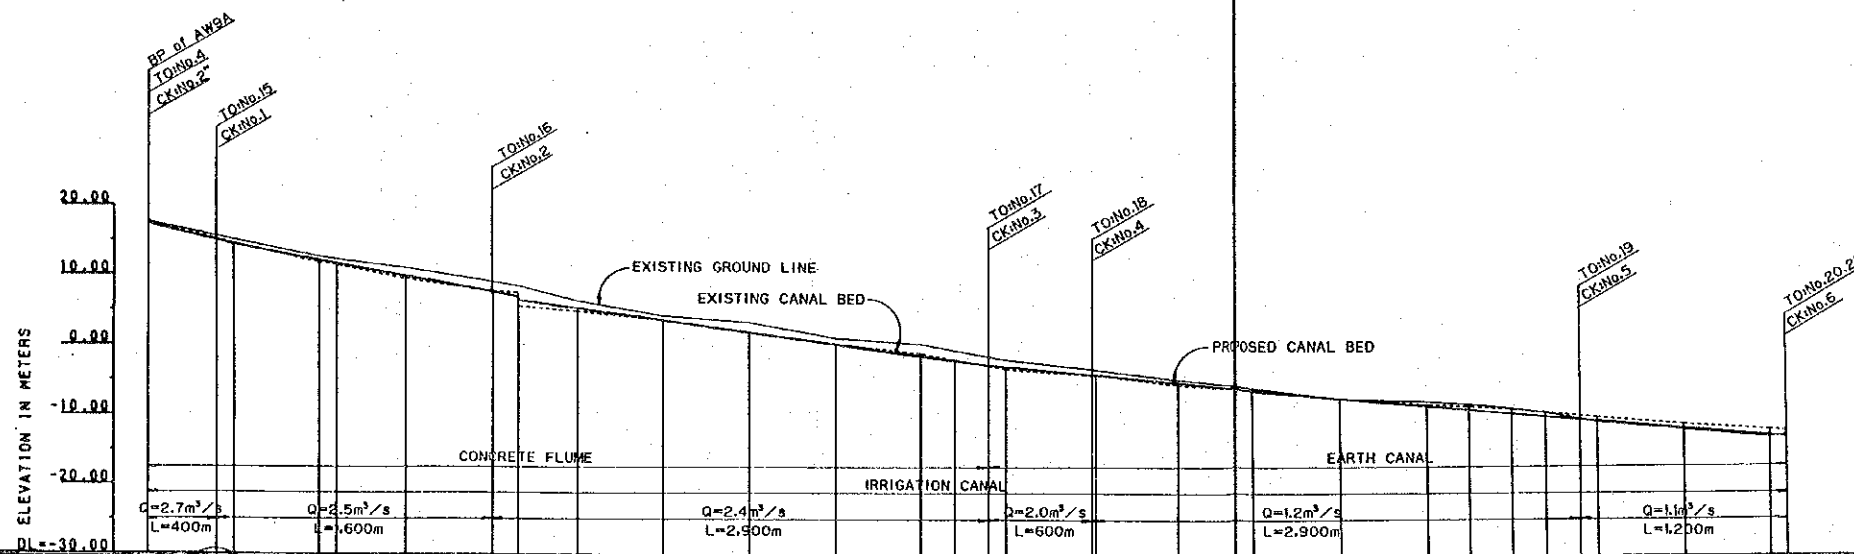 BP of AW9A
TO:No.4
CK:No.2"
TO:No.15
CK:No.1
TO:No.16
CK:No.2
TO:No.17
CK:No.3
TO:No.18
CK:No.4
TO:No.19
CK:No.5
TO:No.20.2
CK:No.6
ELEVATION IN METERS
20.00
10.00
0.00
-10.00
-20.00
DL=-30.00
EXISTING GROUND LINE
EXISTING CANAL BED
PROPOSED CANAL BED
CONCRETE FLUME
EARTH CANAL
IRRIGATION CANAL
Q=2.7m³/s
L=400m
Q=2.5m³/s
L=1,600m
Q=2.4m³/s
L=2,900m
Q=2.0m³/s
L=600m
Q=1.2m³/s
L=2,900m
Q=1.1m³/s
L=1,200m